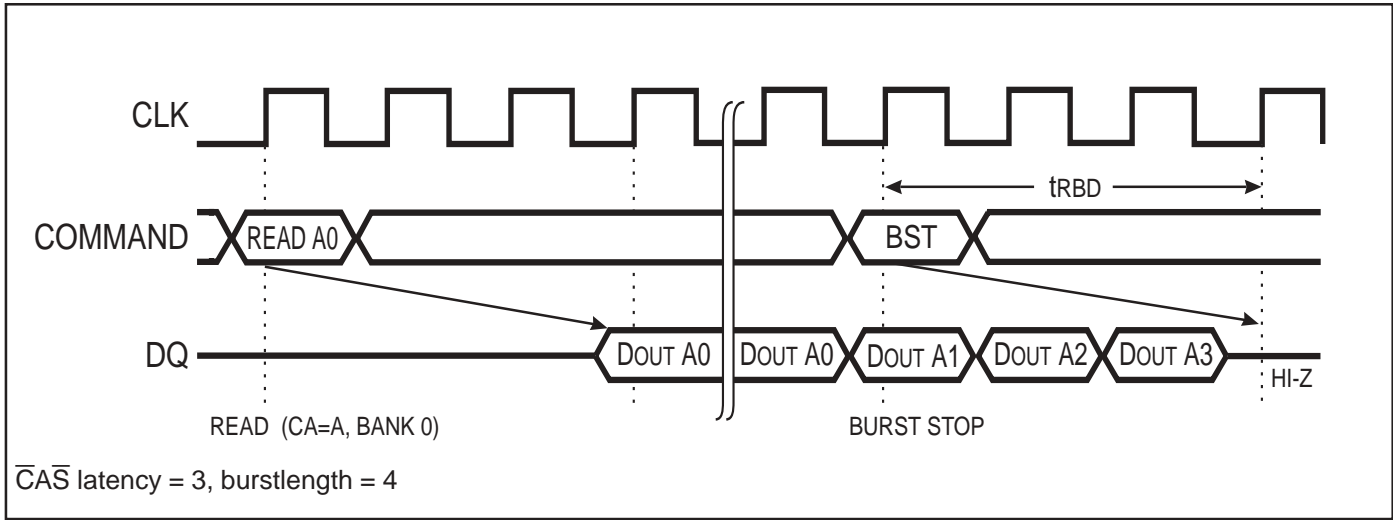 CLK
tRBD
COMMAND READ A0 BST
DQ DOUT A0 DOUT A0 DOUT A1 DOUT A2 DOUT A3 HI-Z
READ (CA=A, BANK 0) BURST STOP
C̅AS̅ latency = 3, burstlength = 4